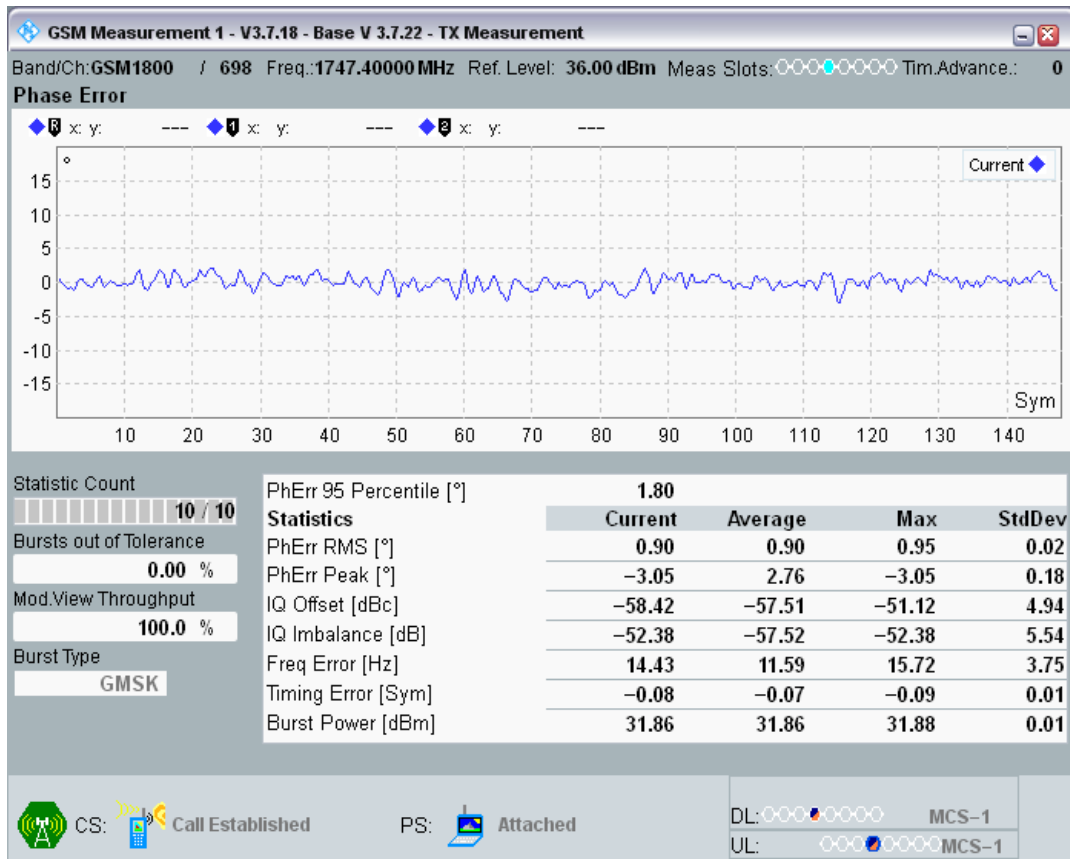 GSM Measurement 1 - V3.7.18 - Base V 3.7.22 - TX Measurement
Band/Ch:GSM1800 / 698 Freq.:1747.40000 MHz Ref. Level: 36.00 dBm Meas Slots: Tim.Advance.: 0
Phase Error
R x: y: --- 1 x: y: --- 2 x: y: ---
° Current
15
10
5
0
-5
-10
-15
Sym
10 20 30 40 50 60 70 80 90 100 110 120 130 140
Statistic Count
10 / 10
Bursts out of Tolerance
0.00 %
Mod.View Throughput
100.0 %
Burst Type
GMSK
PhErr 95 Percentile [°] 1.80
Statistics Current Average Max StdDev
PhErr RMS [°] 0.90 0.90 0.95 0.02
PhErr Peak [°] −3.05 2.76 −3.05 0.18
IQ Offset [dBc] −58.42 −57.51 −51.12 4.94
IQ Imbalance [dB] −52.38 −57.52 −52.38 5.54
Freq Error [Hz] 14.43 11.59 15.72 3.75
Timing Error [Sym] −0.08 −0.07 −0.09 0.01
Burst Power [dBm] 31.86 31.86 31.88 0.01
CS: Call Established PS: Attached
DL: MCS−1
UL: MCS−1